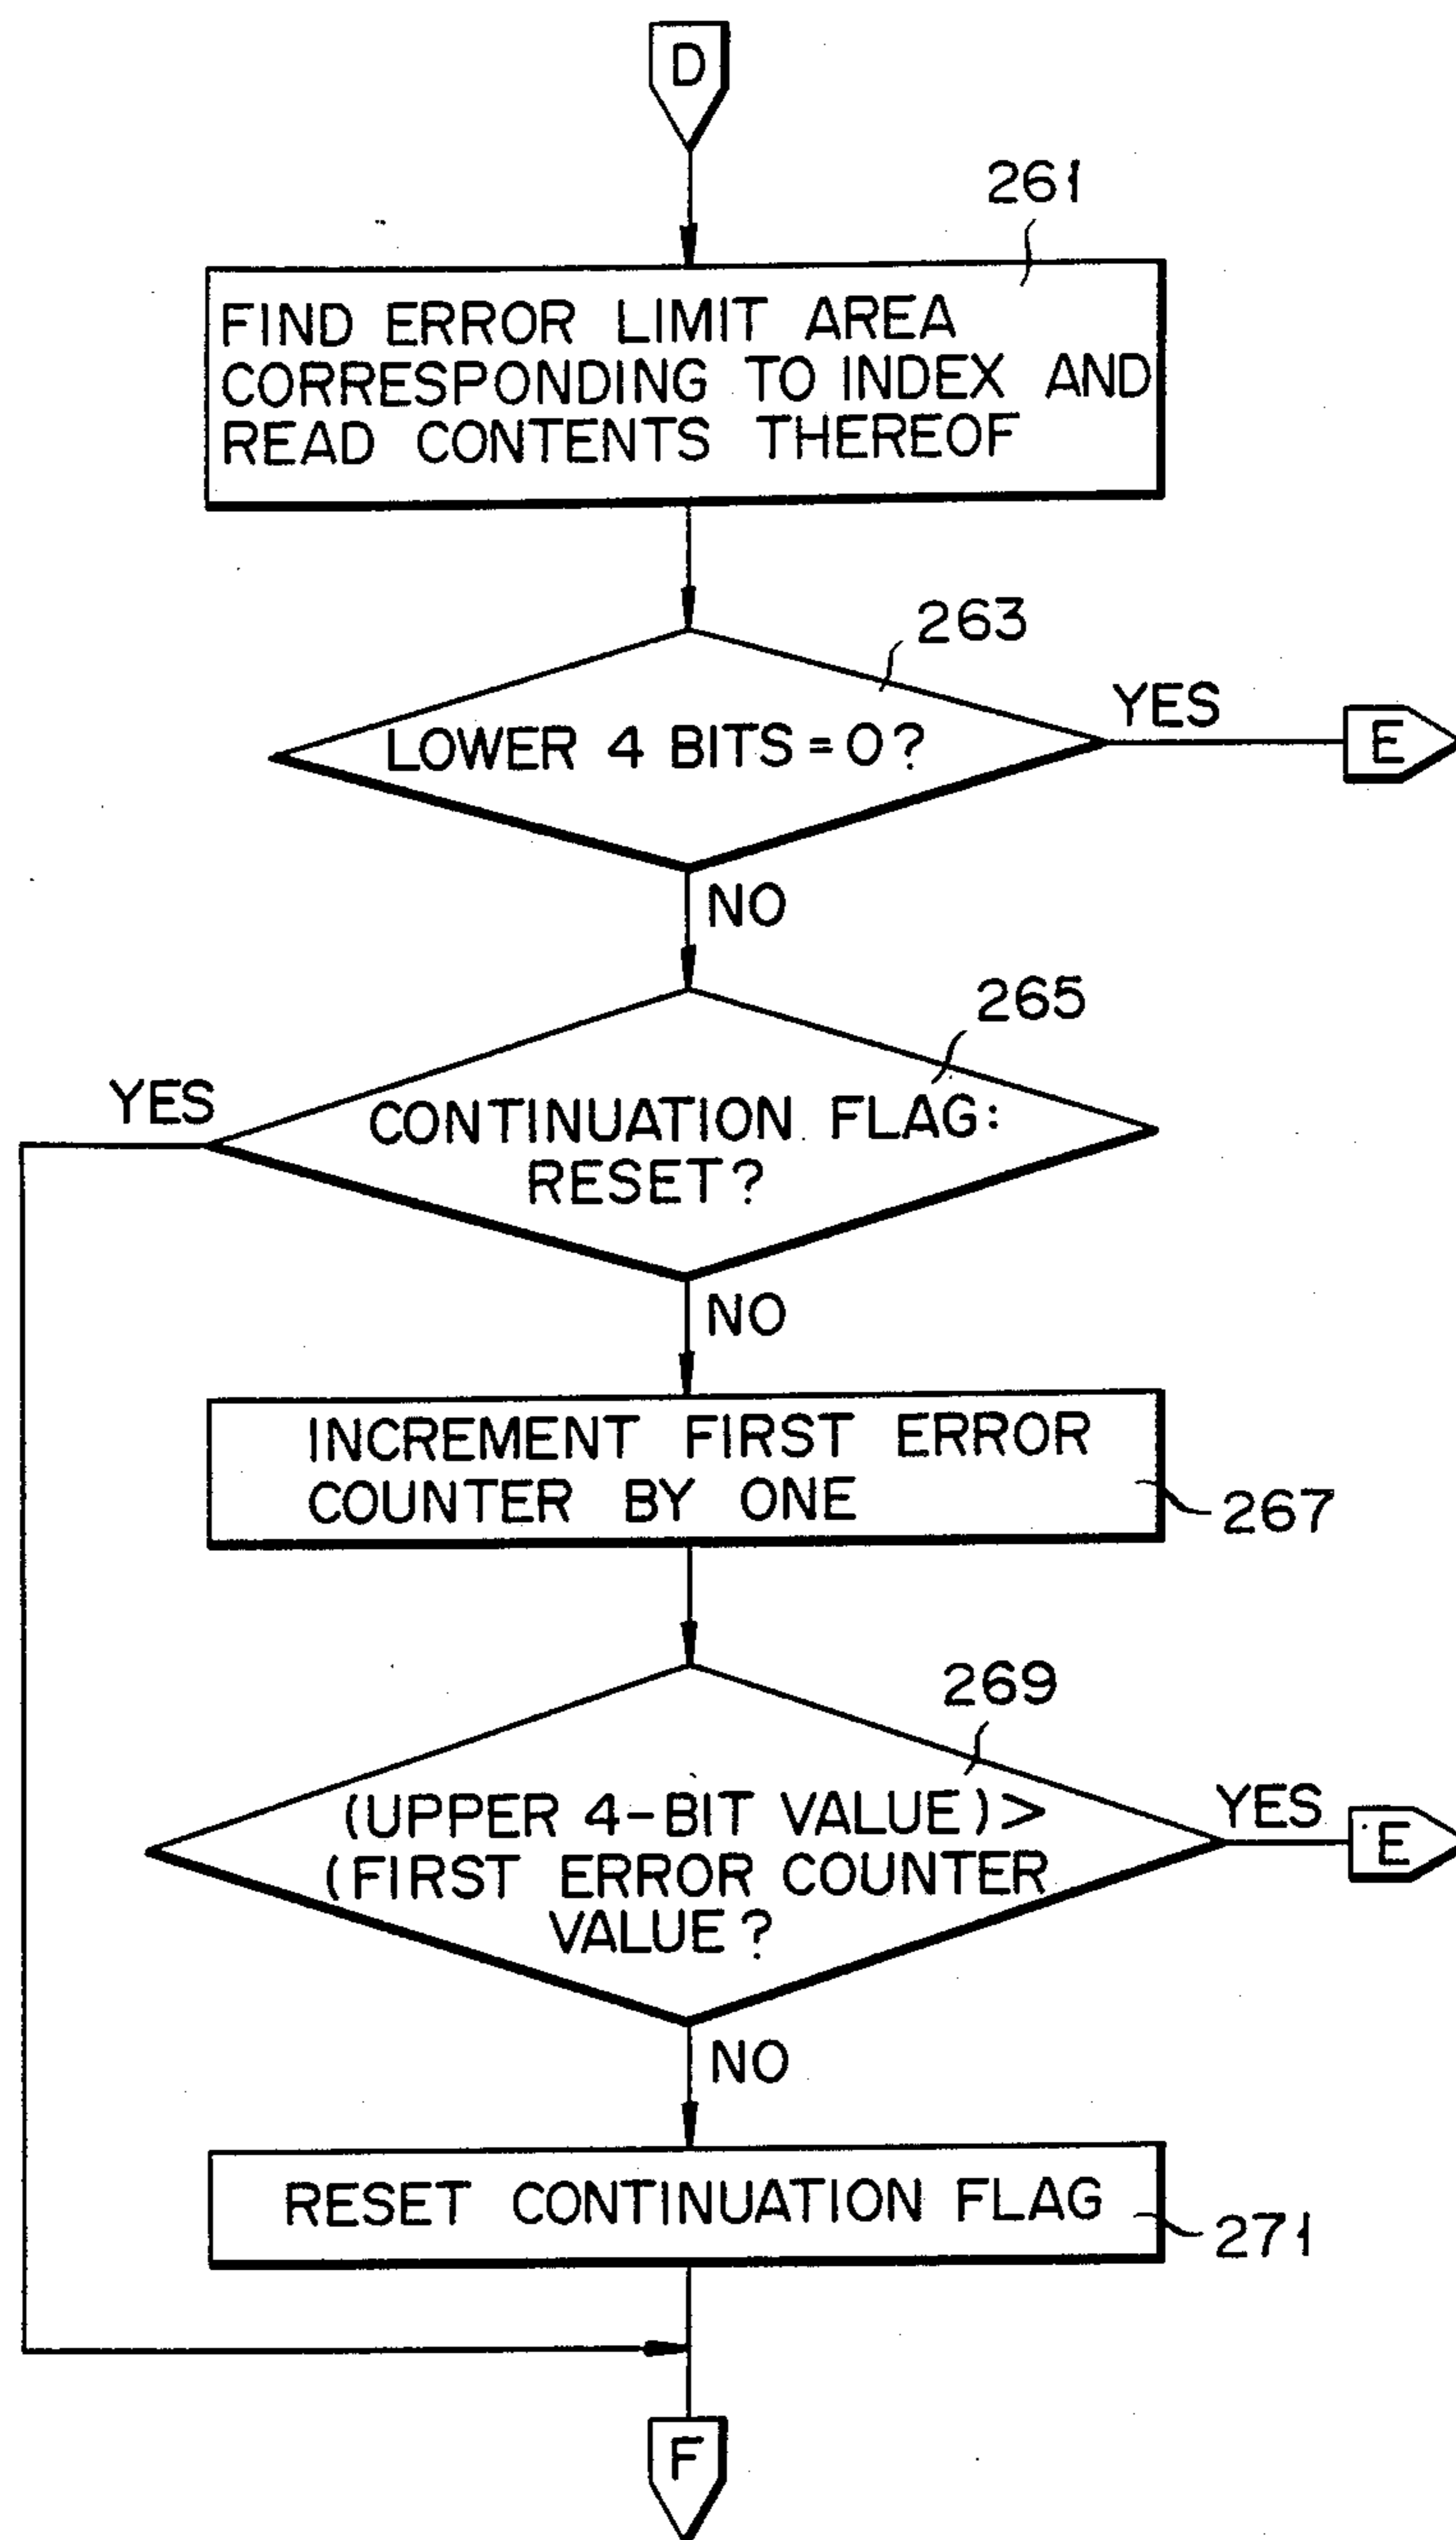 D
261
FIND ERROR LIMIT AREA
CORRESPONDING TO INDEX AND
READ CONTENTS THEREOF
263
LOWER 4 BITS = 0?
YES
E
NO
265
YES
CONTINUATION FLAG:
RESET?
NO
INCREMENT FIRST ERROR
COUNTER BY ONE
267
269
(UPPER 4-BIT VALUE) >
(FIRST ERROR COUNTER
VALUE?
YES
E
NO
RESET CONTINUATION FLAG
271
F